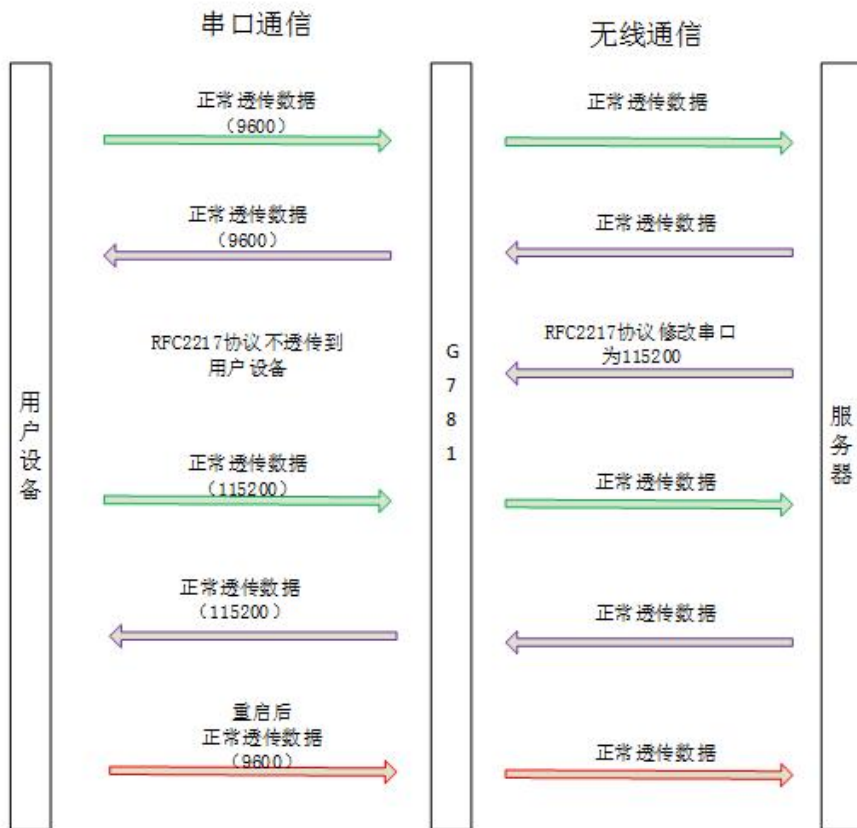 串口通信
无线通信
正常透传数据
（9600）
正常透传数据
正常透传数据
（9600）
正常透传数据
RFC2217协议不透传到
用户设备
RFC2217协议修改串口
为115200
用户设备
G781
服务器
正常透传数据
（115200）
正常透传数据
正常透传数据
（115200）
正常透传数据
重启后
正常透传数据
（9600）
正常透传数据